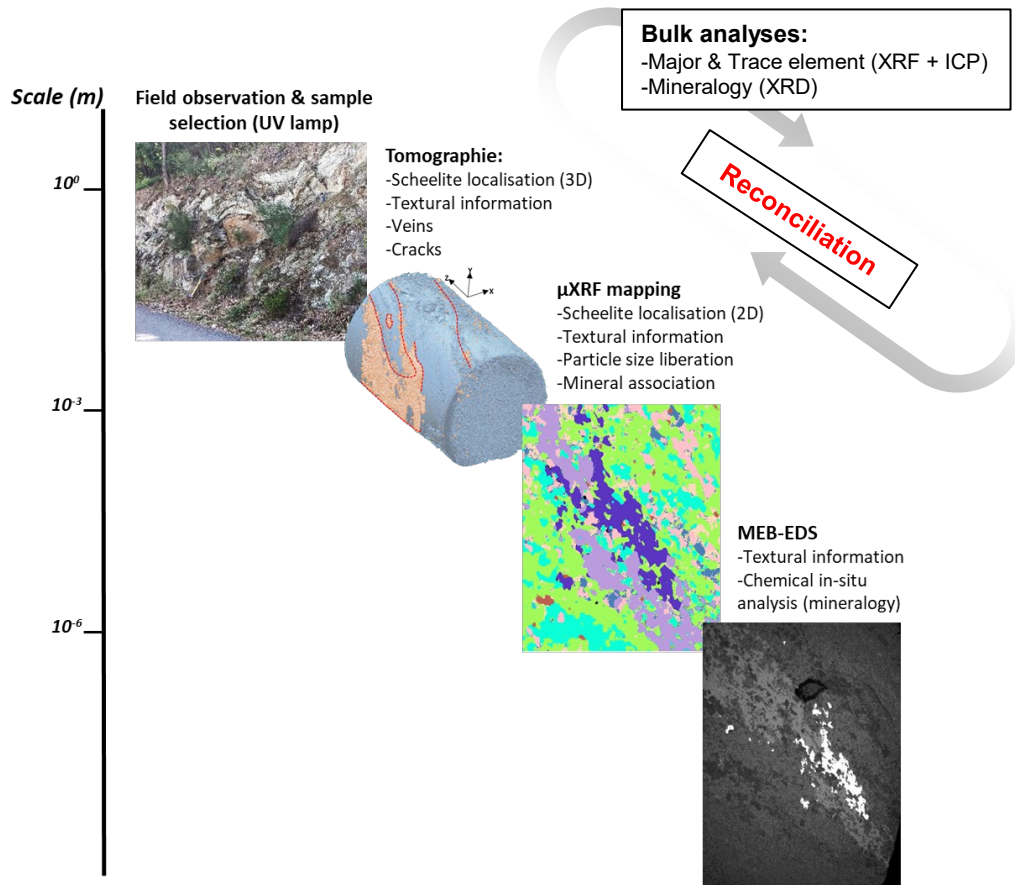 Bulk analyses:
-Major & Trace element (XRF + ICP)
-Mineralogy (XRD)
Reconciliation
Scale (m)
10⁰
10⁻³
10⁻⁶
Field observation & sample
selection (UV lamp)
Tomographie:
-Scheelite localisation (3D)
-Textural information
-Veins
-Cracks
Y
Z
X
µXRF mapping
-Scheelite localisation (2D)
-Textural information
-Particle size liberation
-Mineral association
MEB-EDS
-Textural information
-Chemical in-situ
analysis (mineralogy)